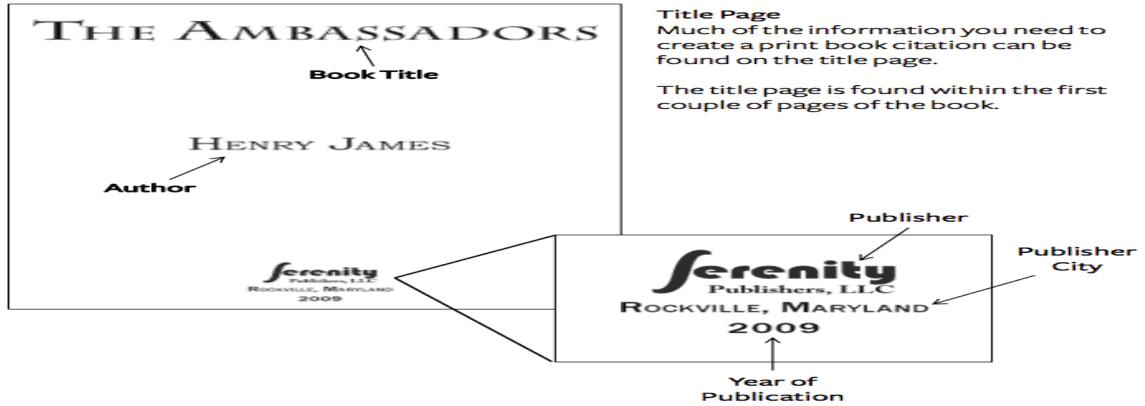 THE AMBASSADORS
Book Title
HENRY JAMES
Author
Serenity
Publishers, LLC
ROCKVILLE, MARYLAND
2009
Title Page
Much of the information you need to
create a print book citation can be
found on the title page.
The title page is found within the first
couple of pages of the book.
Publisher
Publisher
City
Serenity
Publishers, LLC
ROCKVILLE, MARYLAND
2009
Year of
Publication